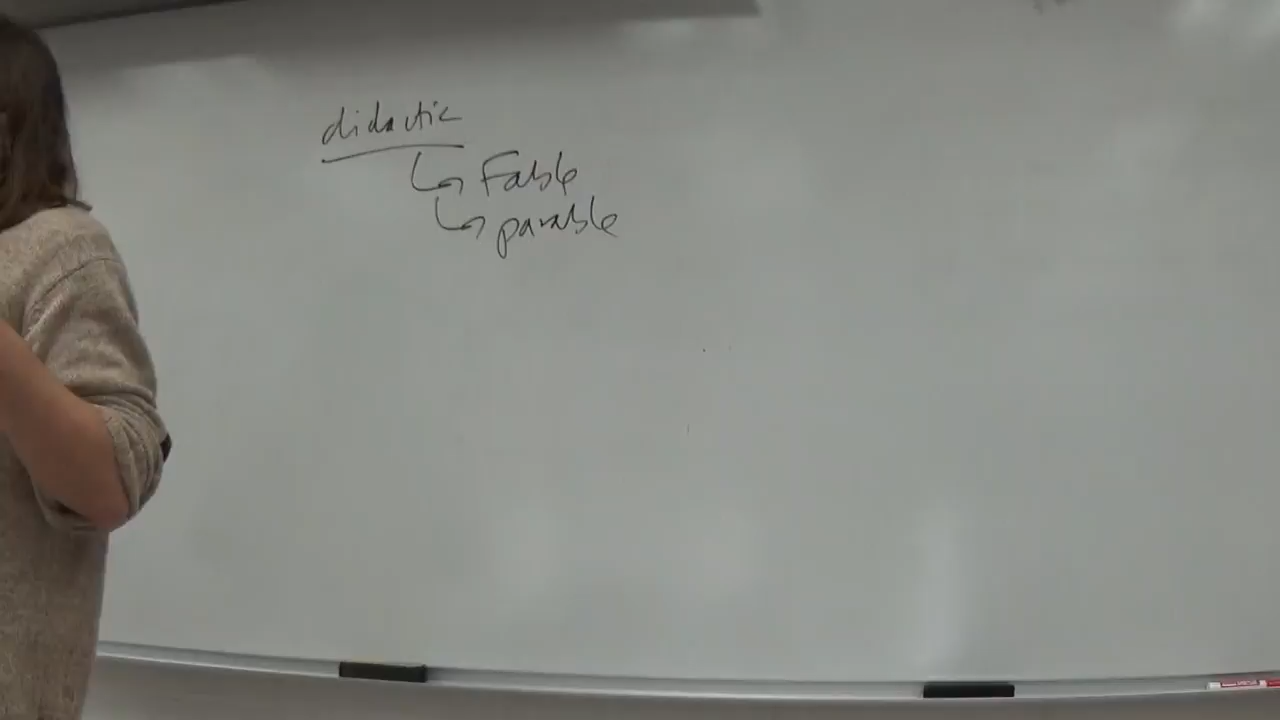 didactic
↳ Fable
↳ parable